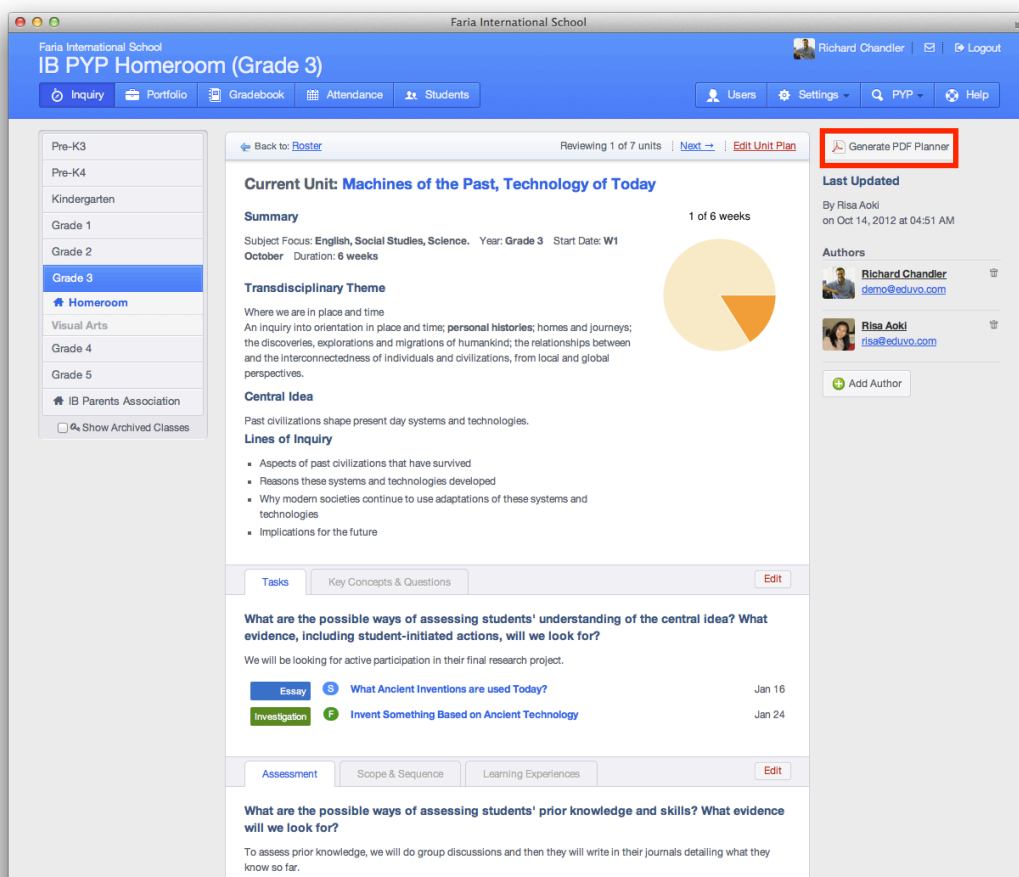 Faria International School
Faria International School
IB PYP Homeroom (Grade 3)
Richard Chandler
Logout
Inquiry
Portfolio
Gradebook
Attendance
Students
Users
Settings
PYP
Help
Pre-K3
Pre-K4
Kindergarten
Grade 1
Grade 2
Grade 3
Homeroom
Visual Arts
Grade 4
Grade 5
IB Parents Association
Show Archived Classes
Back to: Roster
Reviewing 1 of 7 units
Next →
Edit Unit Plan
Current Unit: Machines of the Past, Technology of Today
Summary
Subject Focus: English, Social Studies, Science. Year: Grade 3 Start Date: W1
October Duration: 6 weeks
1 of 6 weeks
Transdisciplinary Theme
Where we are in place and time
An inquiry into orientation in place and time; personal histories; homes and journeys;
the discoveries, explorations and migrations of humankind; the relationships between
and the interconnectedness of individuals and civilizations, from local and global
perspectives.
Central Idea
Past civilizations shape present day systems and technologies.
Lines of Inquiry
Aspects of past civilizations that have survived
Reasons these systems and technologies developed
Why modern societies continue to use adaptations of these systems and
technologies
Implications for the future
Tasks
Key Concepts & Questions
Edit
What are the possible ways of assessing students' understanding of the central idea? What
evidence, including student-initiated actions, will we look for?
We will be looking for active participation in their final research project.
Essay S What Ancient Inventions are used Today? Jan 16
Investigation F Invent Something Based on Ancient Technology Jan 24
Assessment
Scope & Sequence
Learning Experiences
Edit
What are the possible ways of assessing students' prior knowledge and skills? What evidence
will we look for?
To assess prior knowledge, we will do group discussions and then they will write in their journals detailing what they
know so far.
Generate PDF Planner
Last Updated
By Risa Aoki
on Oct 14, 2012 at 04:51 AM
Authors
Richard Chandler
demo@eduvo.com
Risa Aoki
risa@eduvo.com
Add Author